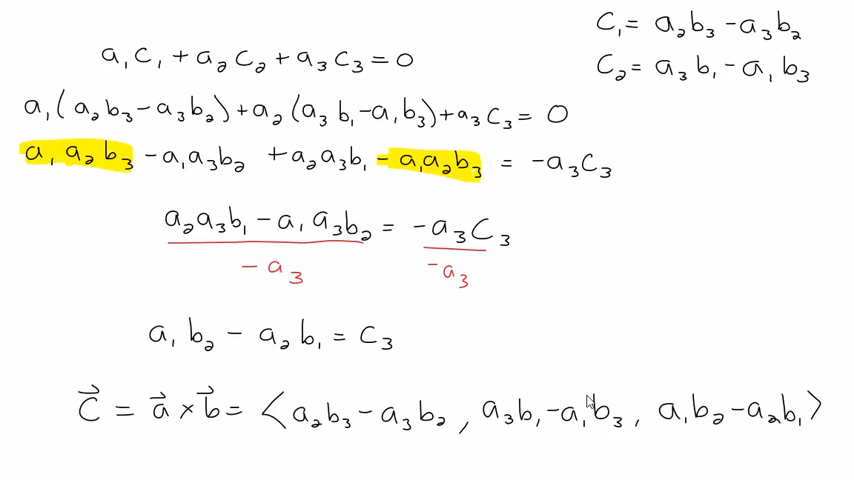 C₁ = a₂b₃ - a₃b₂
a₁c₁ + a₂c₂ + a₃c₃ = 0
C₂ = a₃b₁ - a₁b₃
a₁(a₂b₃ - a₃b₂) + a₂(a₃b₁ - a₁b₃) + a₃c₃ = 0
a₁a₂b₃ - a₁a₃b₂ + a₂a₃b₁ - a₁a₂b₃ = -a₃c₃
a₂a₃b₁ - a₁a₃b₂ = -a₃c₃
-a₃ -a₃
a₁b₂ - a₂b₁ = c₃
C⃗ = a⃗ × b⃗ = ⟨a₂b₃ - a₃b₂, a₃b₁ - a₁b₃, a₁b₂ - a₂b₁⟩